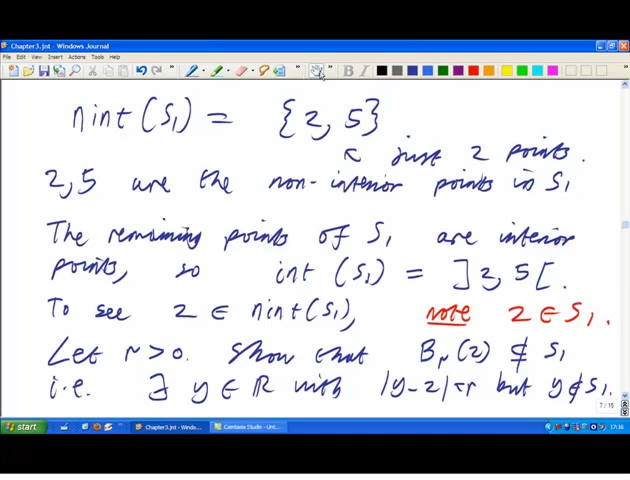 Chapter3.jnt - Windows Journal
File Edit View Insert Actions Tools Help
B I
nint (S₁) = {2, 5}
↖ just 2 points.
2, 5 are the non-interior points in S₁
The remaining points of S₁ are interior
points, so int (S₁) = ]2, 5[.
To see 2 ∈ nint(S₁), note 2 ∈ S₁.
Let r > 0. Show that Bᵣ(2) ⊈ S₁
i.e. ∃ y ∈ ℝ with |y-2|<r but y∉S₁.
7 / 15
start Chapter3.jnt - Windo... Camtasia Studio - Unt... 17:36